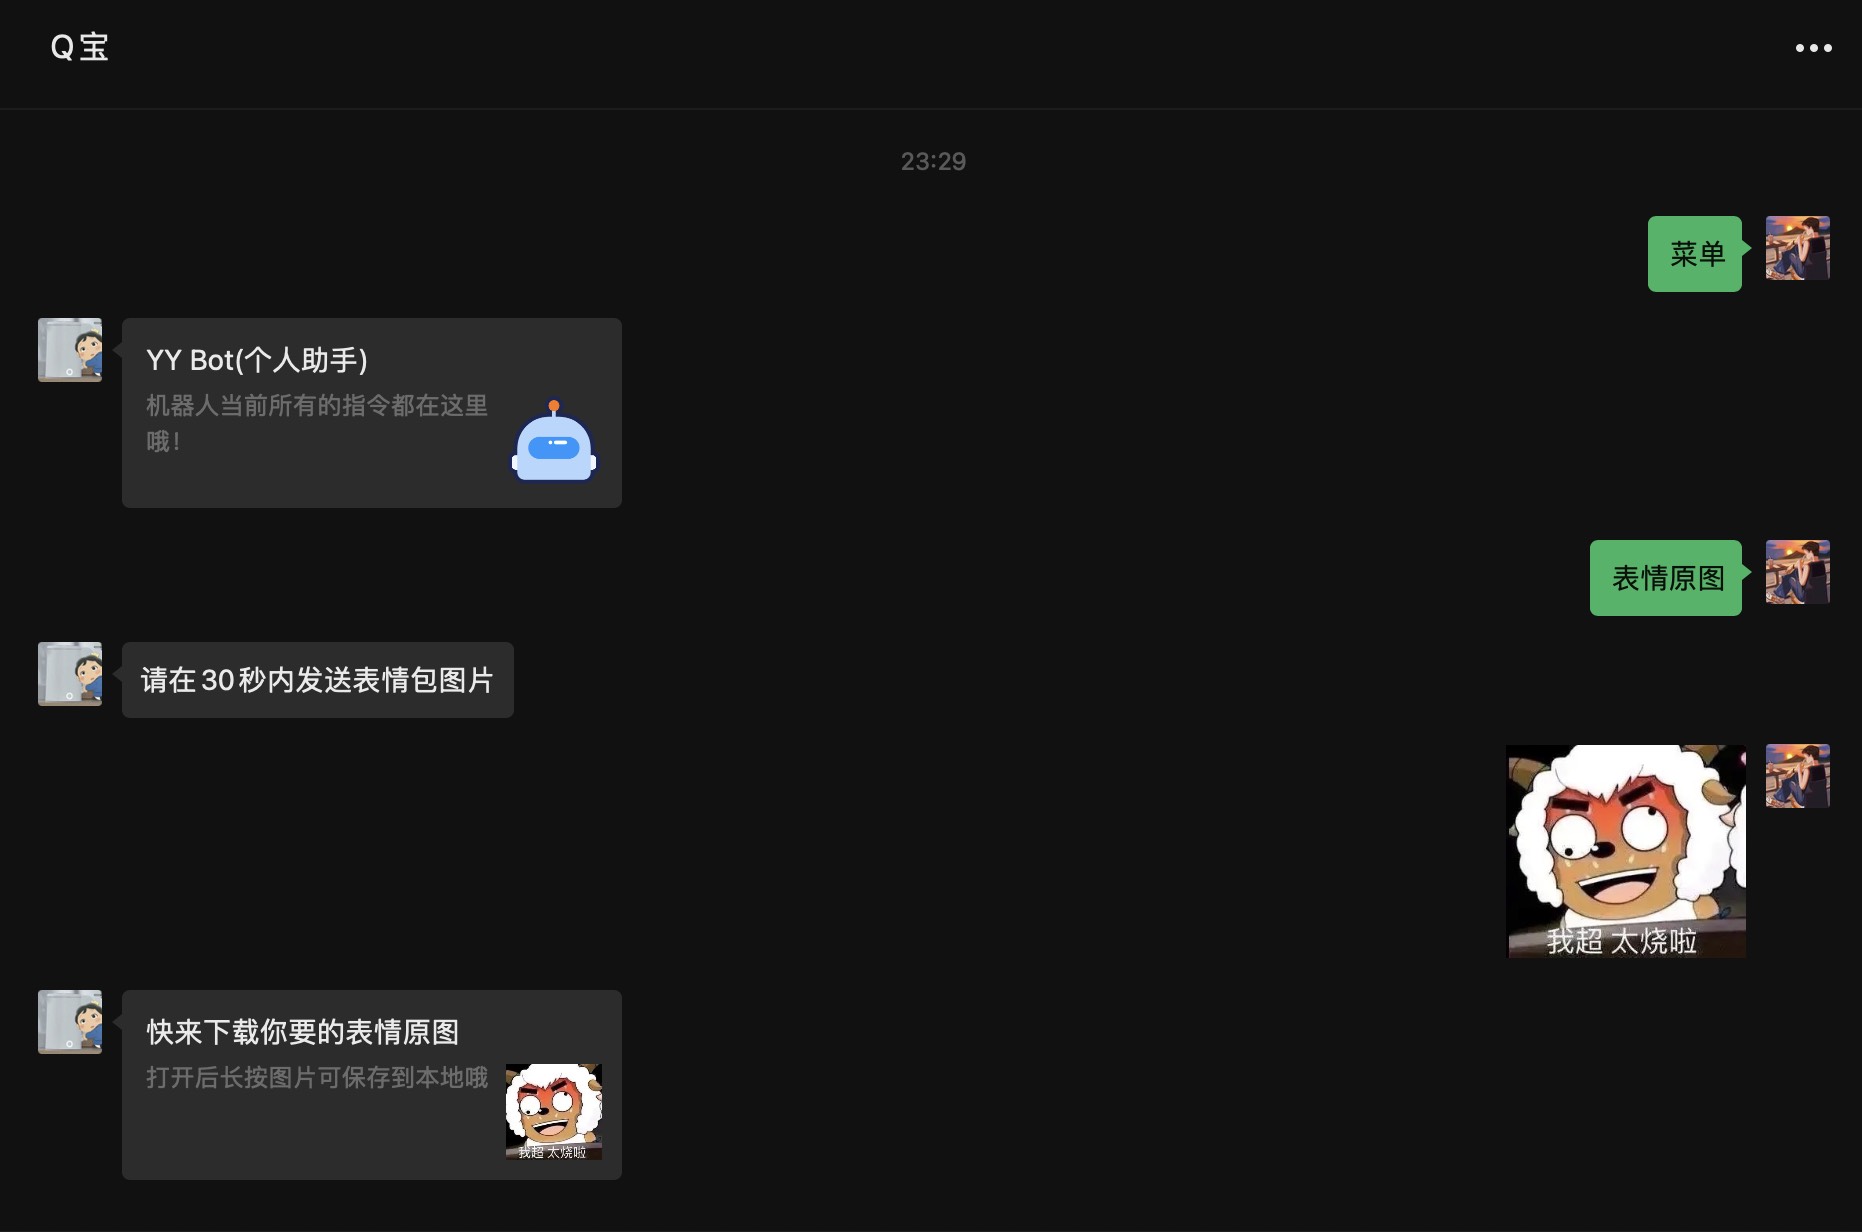 Q宝
23:29
菜单
YY Bot(个人助手)
机器人当前所有的指令都在这里
哦！
表情原图
请在30秒内发送表情包图片
我超 太烧啦
快来下载你要的表情原图
打开后长按图片可保存到本地哦
我超 太烧啦